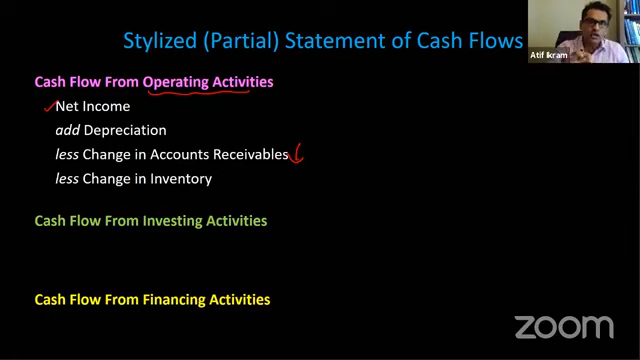 Stylized (Partial) Statement of Cash Flows
Atif Ikram
Cash Flow From Operating Activities
Net Income
add Depreciation
less Change in Accounts Receivables
less Change in Inventory
Cash Flow From Investing Activities
Cash Flow From Financing Activities
zoom